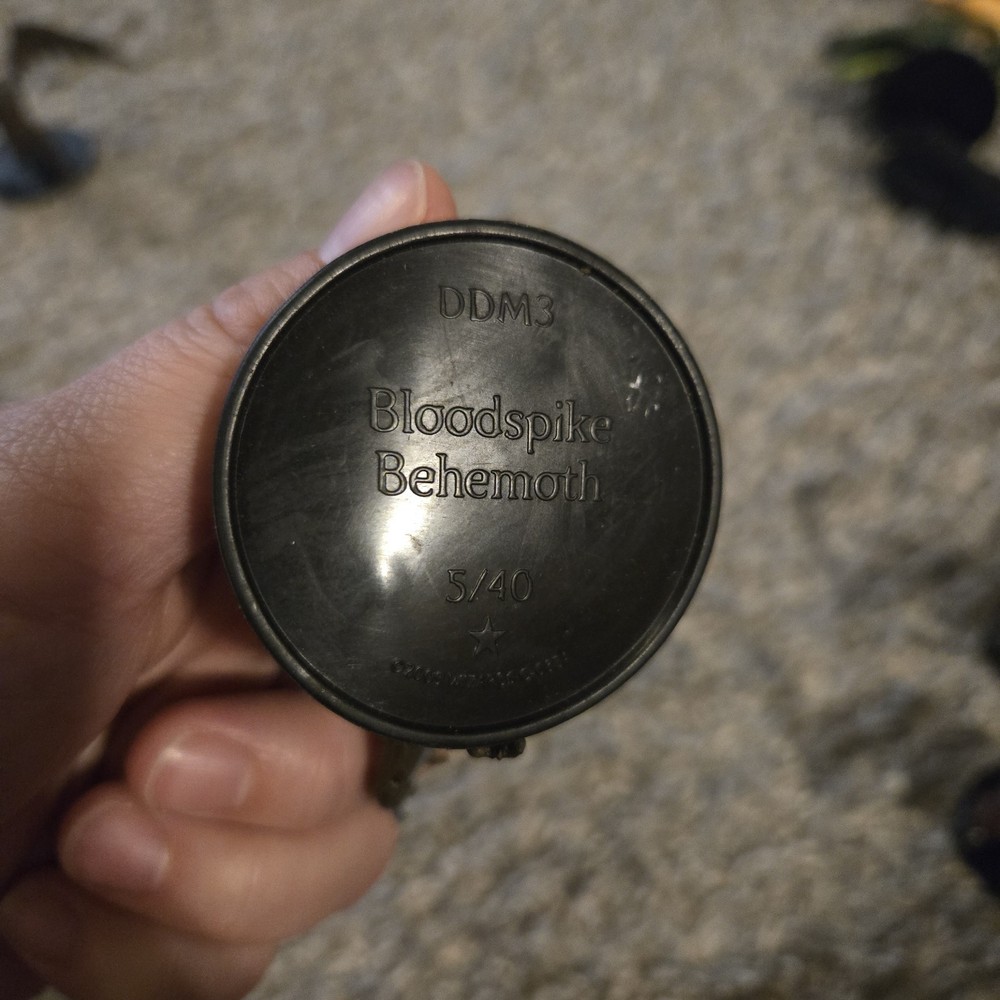 DDM3
Bloodspike
Behemoth
5/40